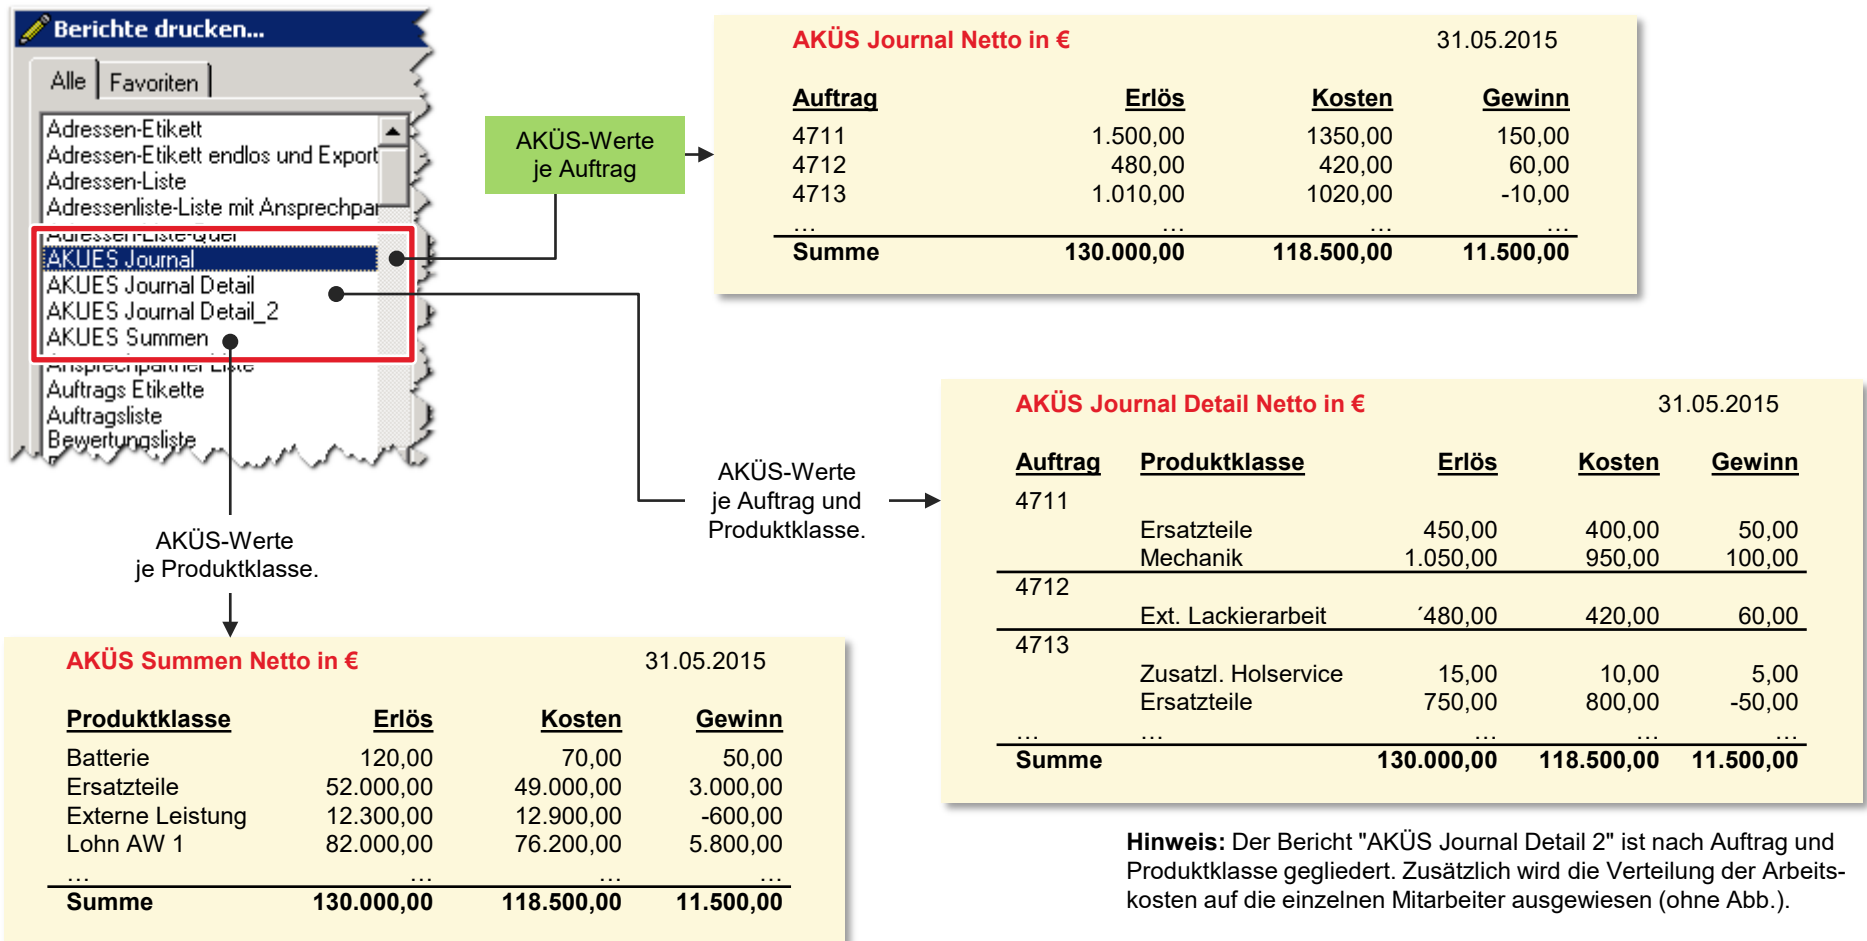 Berichte drucken...
Alle Favoriten
Adressen-Etikett
Adressen-Etikett endlos und Export
Adressen-Liste
Adressenliste-Liste mit Ansprechpar
Adressen-Liste-Quer
AKUES Journal
AKUES Journal Detail
AKUES Journal Detail_2
AKUES Summen
Ansprechpartner Liste
Auftrags Etikette
Auftragsliste
Bewertungsliste
AKÜS-Werte
je Auftrag
AKÜS Journal Netto in € 31.05.2015
Auftrag Erlös Kosten Gewinn
4711 1.500,00 1350,00 150,00
4712 480,00 420,00 60,00
4713 1.010,00 1020,00 -10,00
… … … …
Summe 130.000,00 118.500,00 11.500,00
AKÜS-Werte
je Auftrag und
Produktklasse.
AKÜS Journal Detail Netto in € 31.05.2015
Auftrag Produktklasse Erlös Kosten Gewinn
4711
Ersatzteile 450,00 400,00 50,00
Mechanik 1.050,00 950,00 100,00
4712
Ext. Lackierarbeit ´480,00 420,00 60,00
4713
Zusatzl. Holservice 15,00 10,00 5,00
Ersatzteile 750,00 800,00 -50,00
… … … … …
Summe 130.000,00 118.500,00 11.500,00
AKÜS-Werte
je Produktklasse.
AKÜS Summen Netto in € 31.05.2015
Produktklasse Erlös Kosten Gewinn
Batterie 120,00 70,00 50,00
Ersatzteile 52.000,00 49.000,00 3.000,00
Externe Leistung 12.300,00 12.900,00 -600,00
Lohn AW 1 82.000,00 76.200,00 5.800,00
… … … …
Summe 130.000,00 118.500,00 11.500,00
Hinweis: Der Bericht "AKÜS Journal Detail 2" ist nach Auftrag und
Produktklasse gegliedert. Zusätzlich wird die Verteilung der Arbeits-
kosten auf die einzelnen Mitarbeiter ausgewiesen (ohne Abb.).